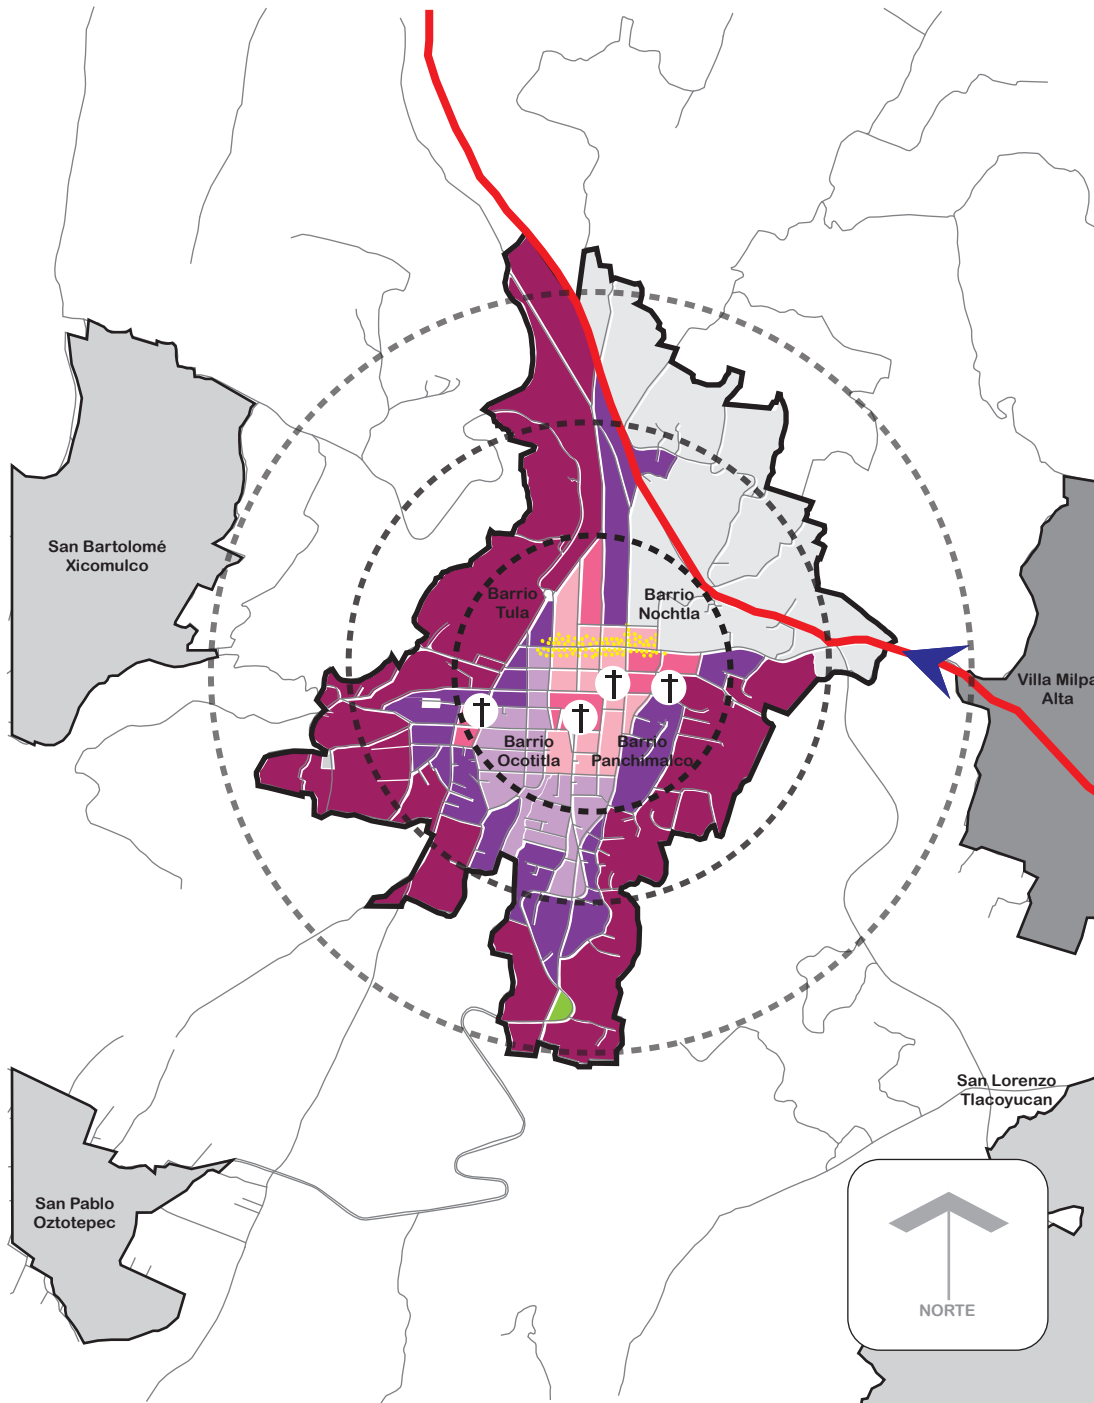 San Bartolomé
Xicomulco
Barrio
Tula
Barrio
Nochtla
Villa Milpa
Alta
Barrio
Ocotitla
Barrio
Panchimalco
San Lorenzo
Tlacoyucan
San Pablo
Oztotepec
NORTE